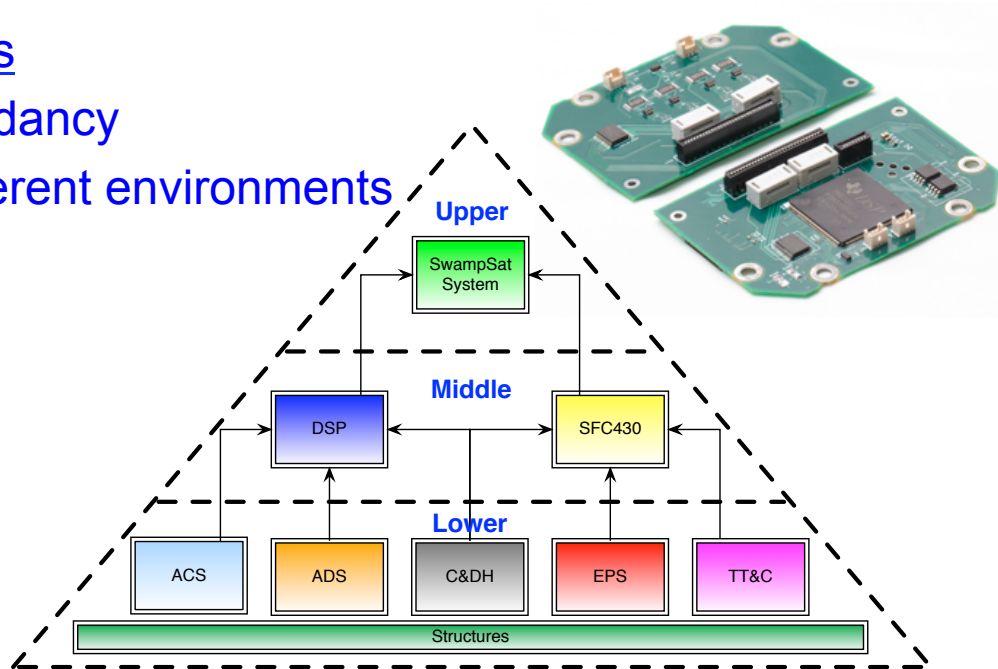 s
dancy
erent environments
Upper
SwampSat
System
Middle
DSP
SFC430
Lower
ACS
ADS
C&DH
EPS
TT&C
Structures